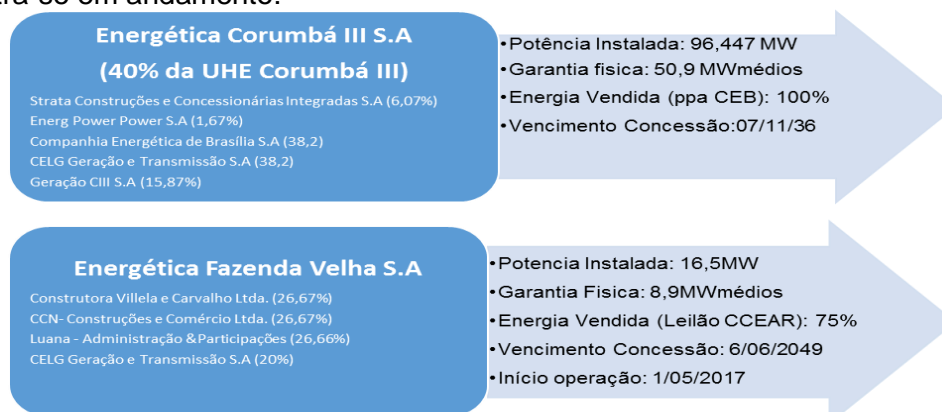 em andamento.
Energética Corumbá III S.A
(40% da UHE Corumbá III)
Strata Construções e Concessionárias Integradas S.A (6,07%)
Energ Power Power S.A (1,67%)
Companhia Energética de Brasília S.A (38,2)
CELG Geração e Transmissão S.A (38,2)
Geração CIII S.A (15,87%)
•Potência Instalada: 96,447 MW
•Garantia fisica: 50,9 MWmédios
•Energia Vendida (ppa CEB): 100%
•Vencimento Concessão:07/11/36
Energética Fazenda Velha S.A
Construtora Villela e Carvalho Ltda. (26,67%)
CCN- Construções e Comércio Ltda. (26,67%)
Luana - Administração &Participações (26,66%)
CELG Geração e Transmissão S.A (20%)
•Potencia Instalada: 16,5MW
•Garantia Fisica: 8,9MWmédios
•Energia Vendida (Leilão CCEAR): 75%
•Vencimento Concessão: 6/06/2049
•Início operação: 1/05/2017